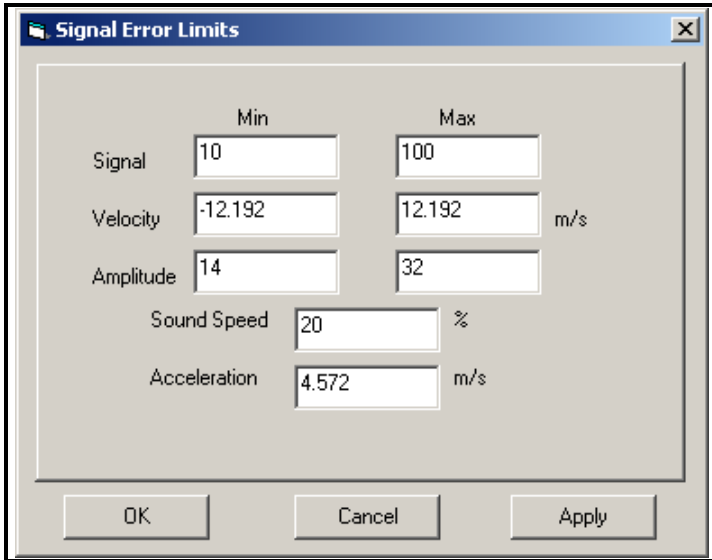 Signal Error Limits
Min Max
Signal 10 100
Velocity -12.192 12.192 m/s
Amplitude 14 32
Sound Speed 20 %
Acceleration 4.572 m/s
OK Cancel Apply